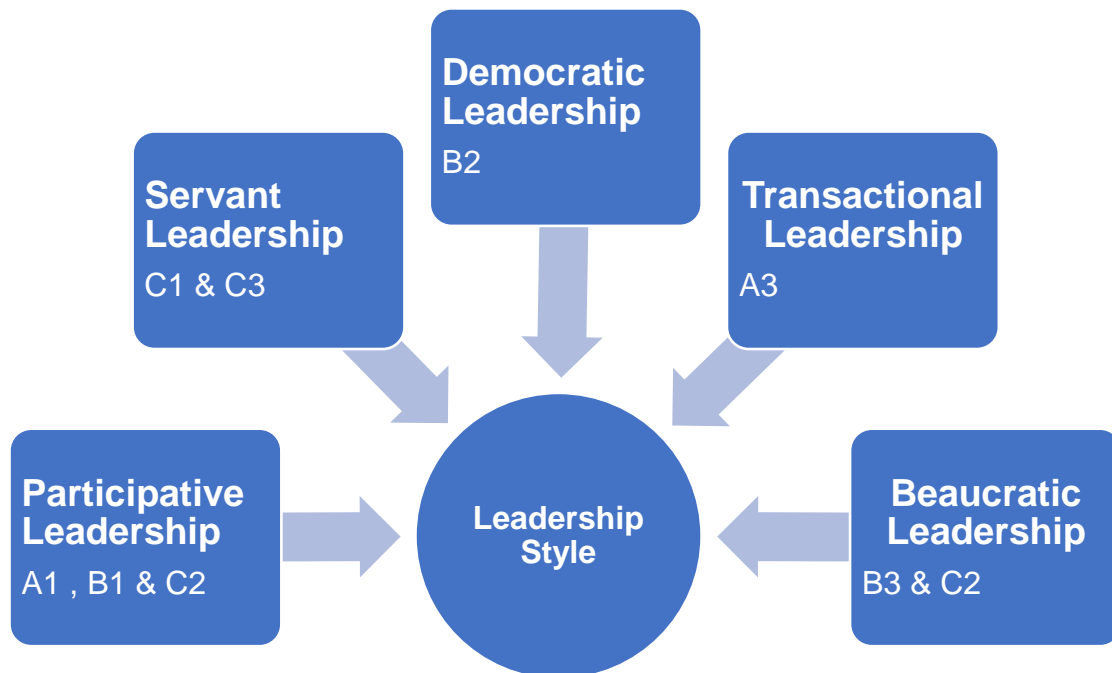 Democratic
Leadership
B2
Servant
Leadership
C1 & C3
Transactional
Leadership
A3
Participative
Leadership
A1 , B1 & C2
Leadership
Style
Beaucratic
Leadership
B3 & C2